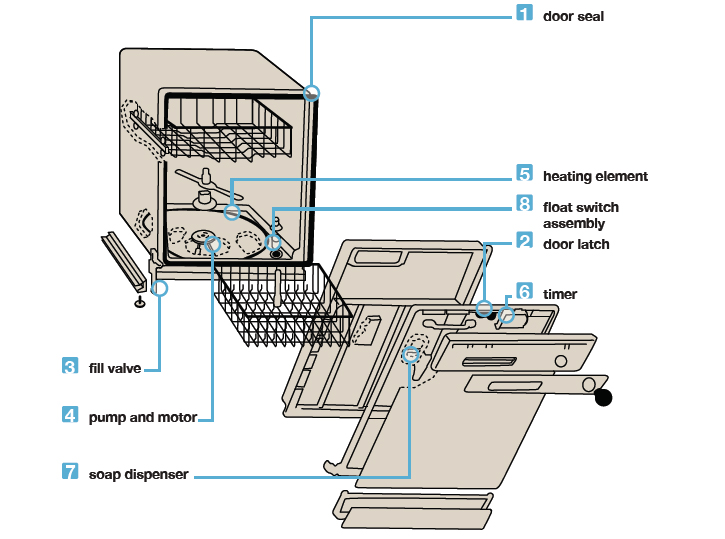 1 door seal
5 heating element
8 float switch
assembly
2 door latch
6 timer
3 fill valve
4 pump and motor
7 soap dispenser